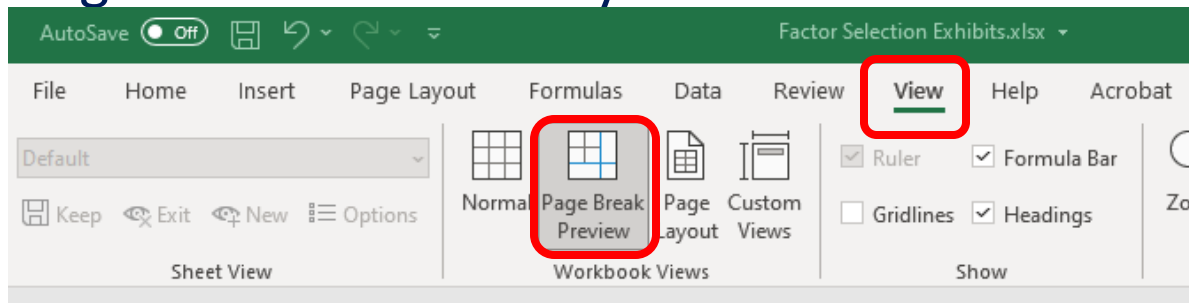 AutoSave Off Factor Selection Exhibits.xlsx
File Home Insert Page Layout Formulas Data Review View Help Acrobat
Default
Normal Page Break Preview Page Layout Custom Views
Ruler Formula Bar
Keep Exit New Options
Gridlines Headings
Sheet View Workbook Views Show